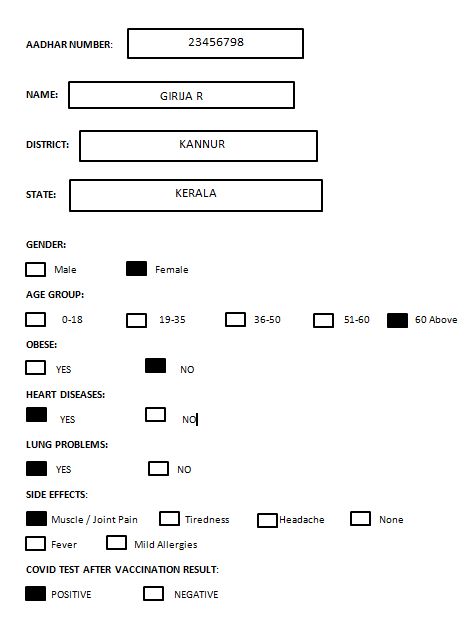 AADHAR NUMBER: 23456798
NAME: GIRIJA R
DISTRICT: KANNUR
STATE: KERALA
GENDER:
Male Female
AGE GROUP:
0-18 19-35 36-50 51-60 60 Above
OBESE:
YES NO
HEART DISEASES:
YES NO
LUNG PROBLEMS:
YES NO
SIDE EFFECTS:
Muscle / Joint Pain Tiredness Headache None
Fever Mild Allergies
COVID TEST AFTER VACCINATION RESULT:
POSITIVE NEGATIVE